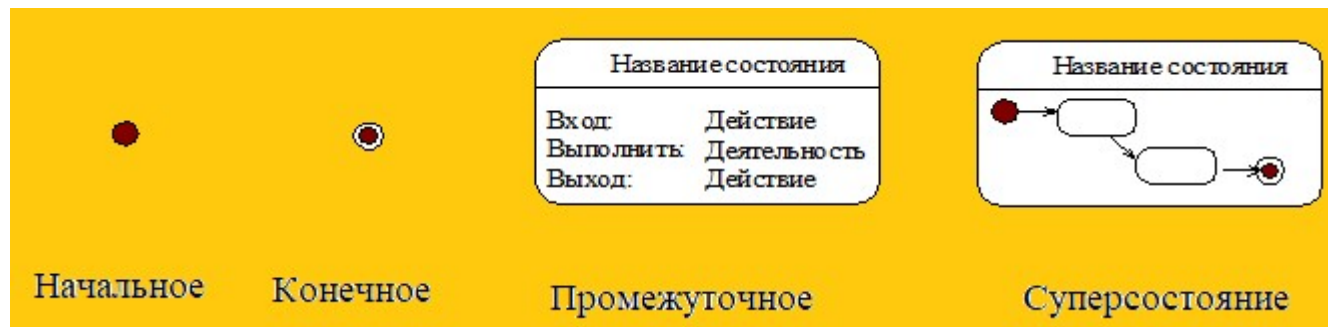 Название состояния
Вход: Действие
Выполнить: Деятельность
Выход: Действие
Название состояния
Начальное
Конечное
Промежуточное
Суперсостояние